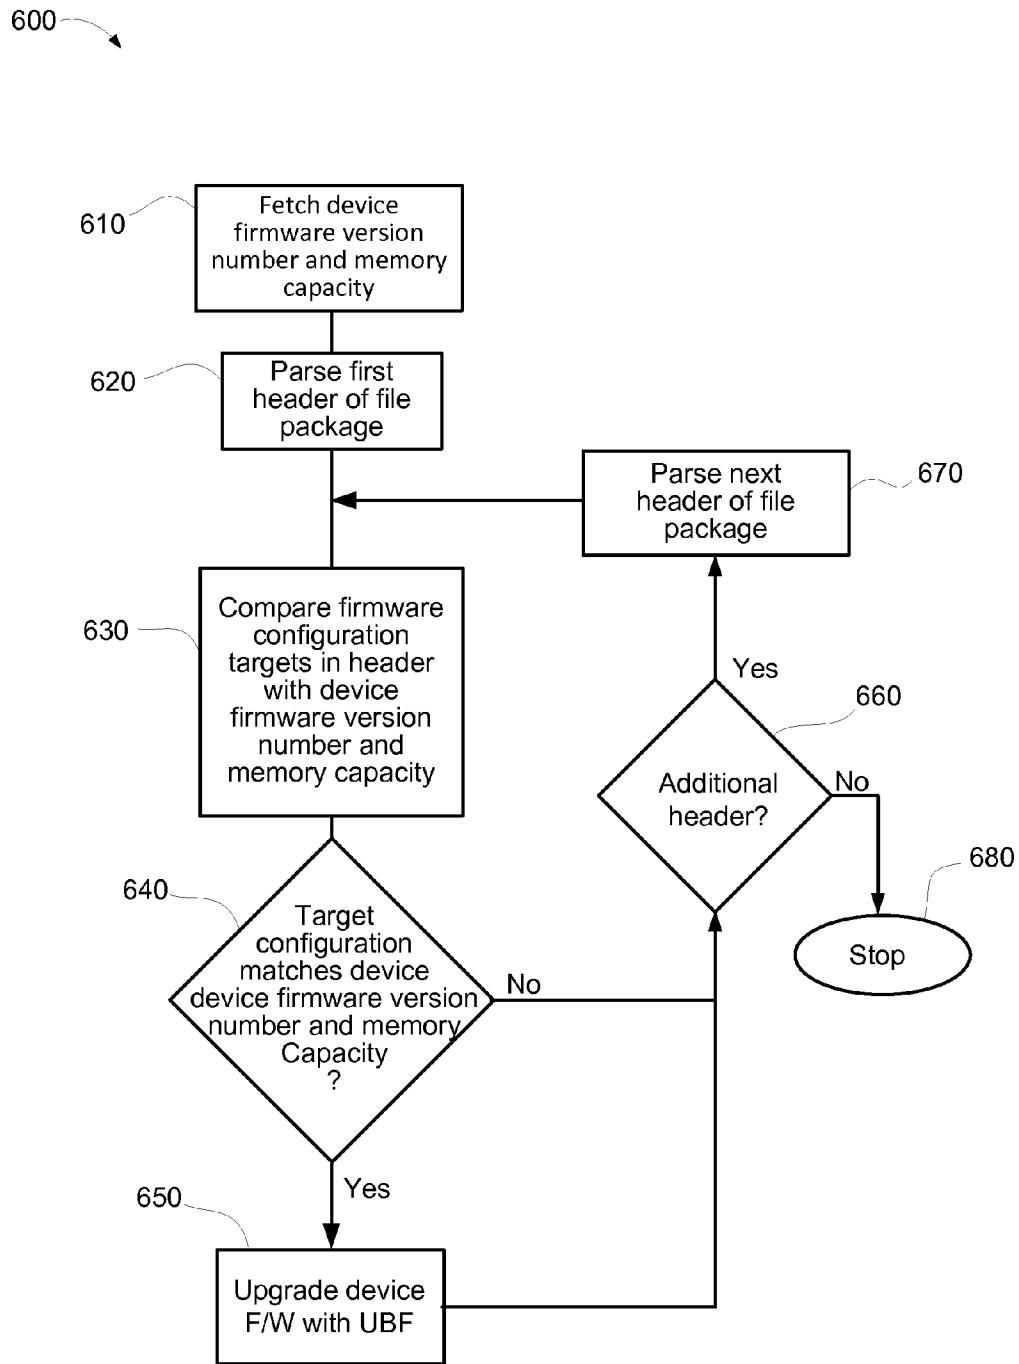 600
610
Fetch device
firmware version
number and memory
capacity
620
Parse first
header of file
package
Parse next
header of file
package
670
630
Compare firmware
configuration
targets in header
with device
firmware version
number and
memory capacity
Yes
660
Additional
header?
No
680
Stop
640
Target
configuration
matches device
device firmware version
number and memory
Capacity
?
No
Yes
650
Upgrade device
F/W with UBF